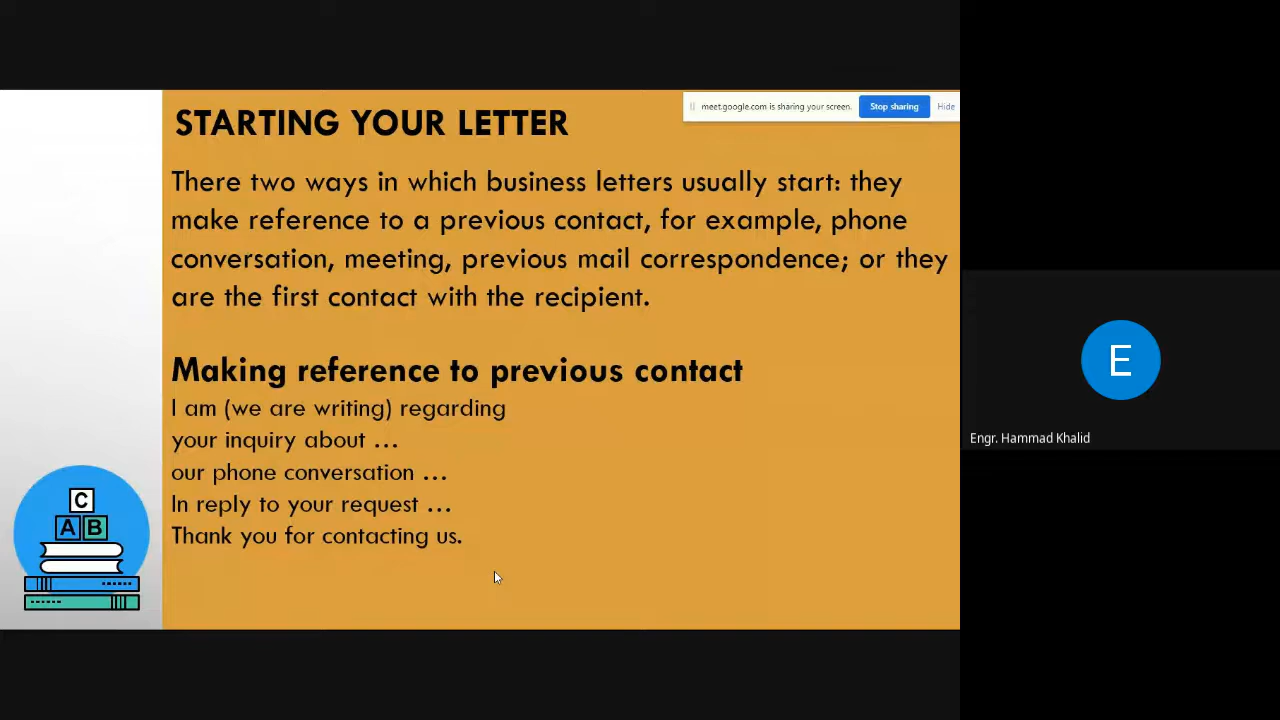 STARTING YOUR LETTER
meet.google.com is sharing your screen.
Stop sharing
Hide
There two ways in which business letters usually start: they
make reference to a previous contact, for example, phone
conversation, meeting, previous mail correspondence; or they
are the first contact with the recipient.
Making reference to previous contact
I am (we are writing) regarding
your inquiry about …
our phone conversation …
In reply to your request …
Thank you for contacting us.
C
A B
E
Engr. Hammad Khalid